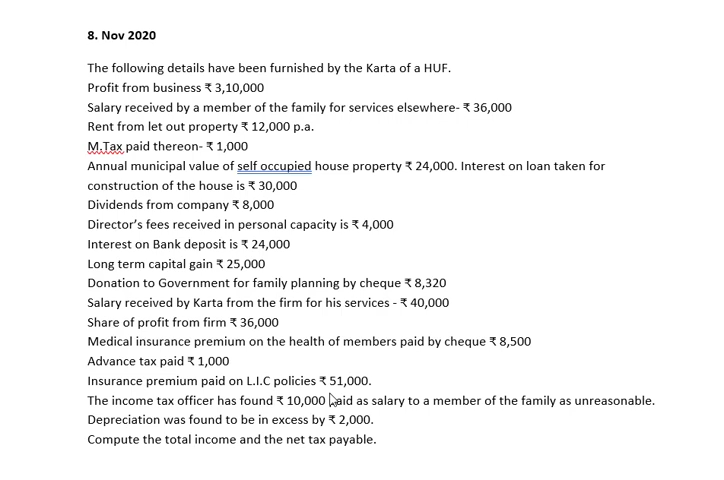 8. Nov 2020
The following details have been furnished by the Karta of a HUF.
Profit from business ₹ 3,10,000
Salary received by a member of the family for services elsewhere- ₹ 36,000
Rent from let out property ₹ 12,000 p.a.
M.Tax paid thereon- ₹ 1,000
Annual municipal value of self occupied house property ₹ 24,000. Interest on loan taken for
construction of the house is ₹ 30,000
Dividends from company ₹ 8,000
Director’s fees received in personal capacity is ₹ 4,000
Interest on Bank deposit is ₹ 24,000
Long term capital gain ₹ 25,000
Donation to Government for family planning by cheque ₹ 8,320
Salary received by Karta from the firm for his services - ₹ 40,000
Share of profit from firm ₹ 36,000
Medical insurance premium on the health of members paid by cheque ₹ 8,500
Advance tax paid ₹ 1,000
Insurance premium paid on L.I.C policies ₹ 51,000.
The income tax officer has found ₹ 10,000 paid as salary to a member of the family as unreasonable.
Depreciation was found to be in excess by ₹ 2,000.
Compute the total income and the net tax payable.